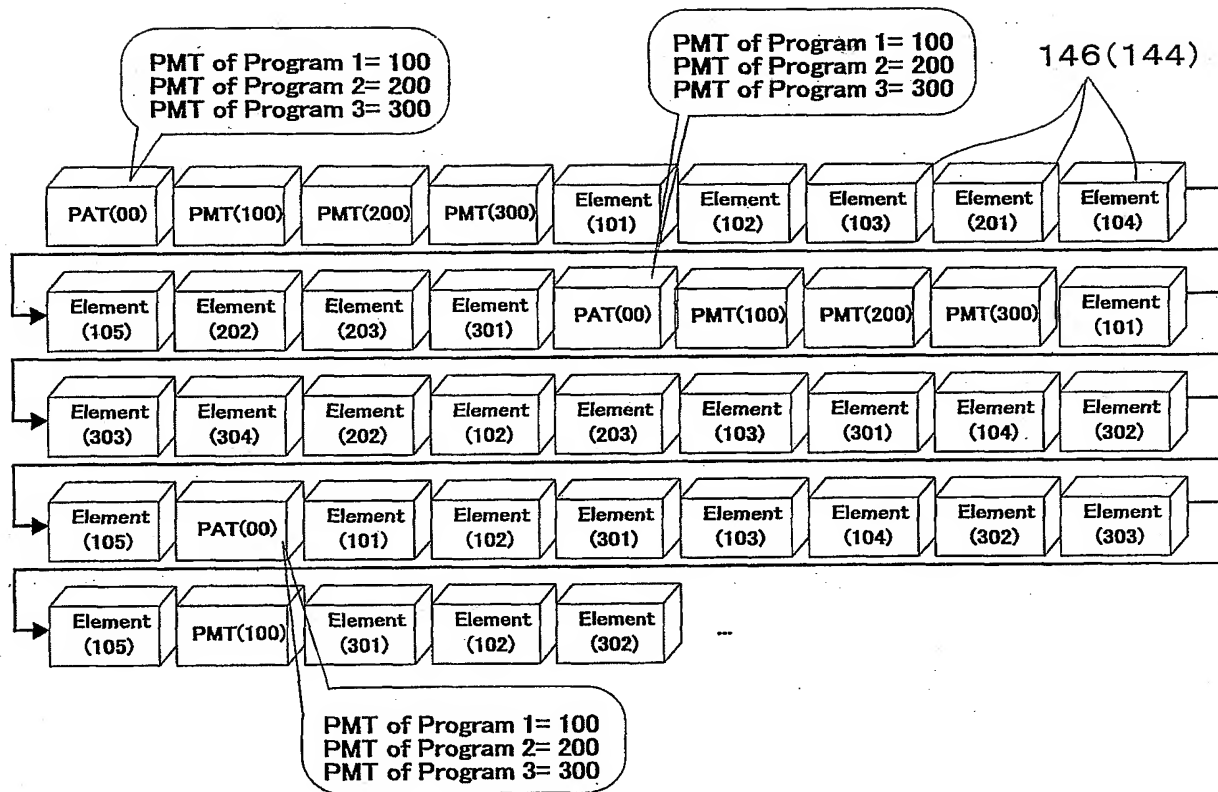 PMT of Program 1= 100
PMT of Program 2= 200
PMT of Program 3= 300
PMT of Program 1= 100
PMT of Program 2= 200
PMT of Program 3= 300
146(144)
PAT(00)
PMT(100)
PMT(200)
PMT(300)
Element
(101)
Element
(102)
Element
(103)
Element
(201)
Element
(104)
Element
(105)
Element
(202)
Element
(203)
Element
(301)
PAT(00)
PMT(100)
PMT(200)
PMT(300)
Element
(101)
Element
(303)
Element
(304)
Element
(202)
Element
(102)
Element
(203)
Element
(103)
Element
(301)
Element
(104)
Element
(302)
Element
(105)
PAT(00)
Element
(101)
Element
(102)
Element
(301)
Element
(103)
Element
(104)
Element
(302)
Element
(303)
Element
(105)
PMT(100)
Element
(301)
Element
(102)
Element
(302)
...
PMT of Program 1= 100
PMT of Program 2= 200
PMT of Program 3= 300